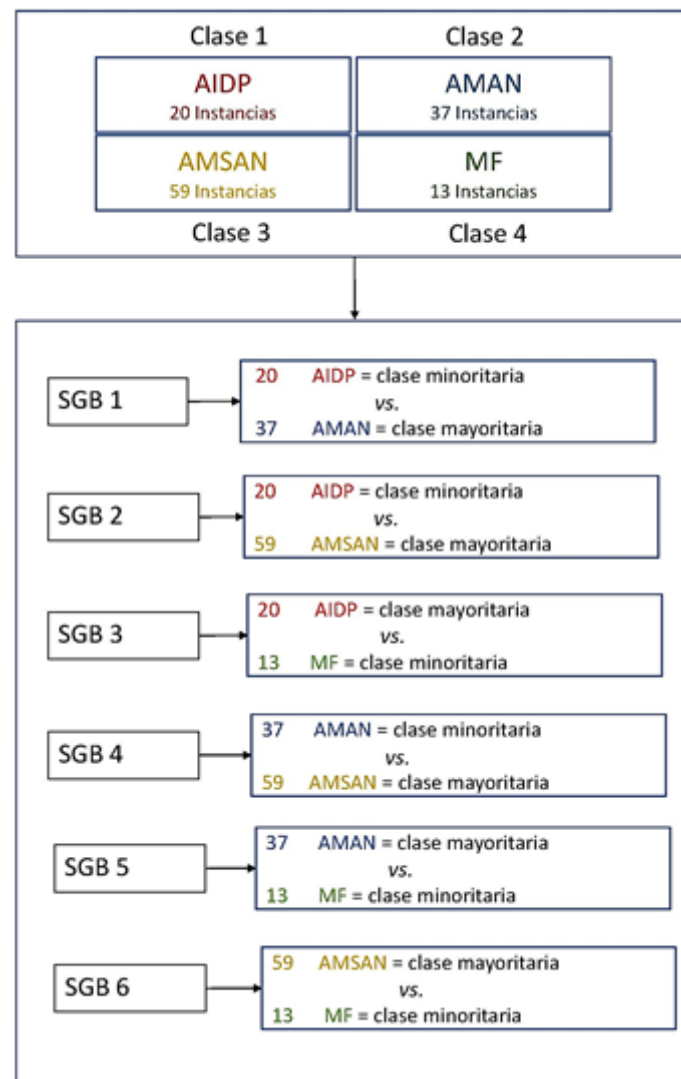 Clase 1
Clase 2
AIDP
20 Instancias
AMAN
37 Instancias
AMSAN
59 Instancias
MF
13 Instancias
Clase 3
Clase 4
SGB 1
20 AIDP = clase minoritaria
vs.
37 AMAN = clase mayoritaria
SGB 2
20 AIDP = clase minoritaria
vs.
59 AMSAN = clase mayoritaria
SGB 3
20 AIDP = clase mayoritaria
vs.
13 MF = clase minoritaria
SGB 4
37 AMAN = clase minoritaria
vs.
59 AMSAN = clase mayoritaria
SGB 5
37 AMAN = clase mayoritaria
vs.
13 MF = clase minoritaria
SGB 6
59 AMSAN = clase mayoritaria
vs.
13 MF = clase minoritaria